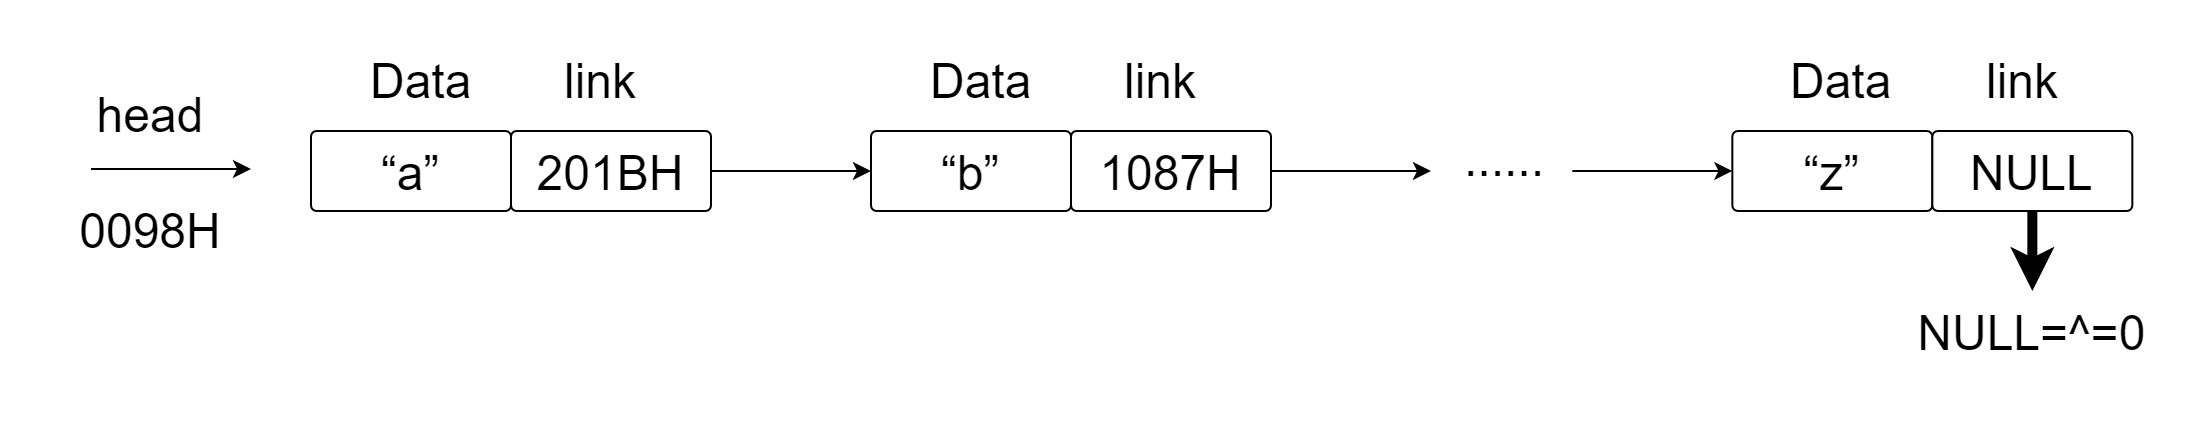 Data link Data link Data link
head
“a” 201BH “b” 1087H ...... “z” NULL
0098H
NULL=^=0